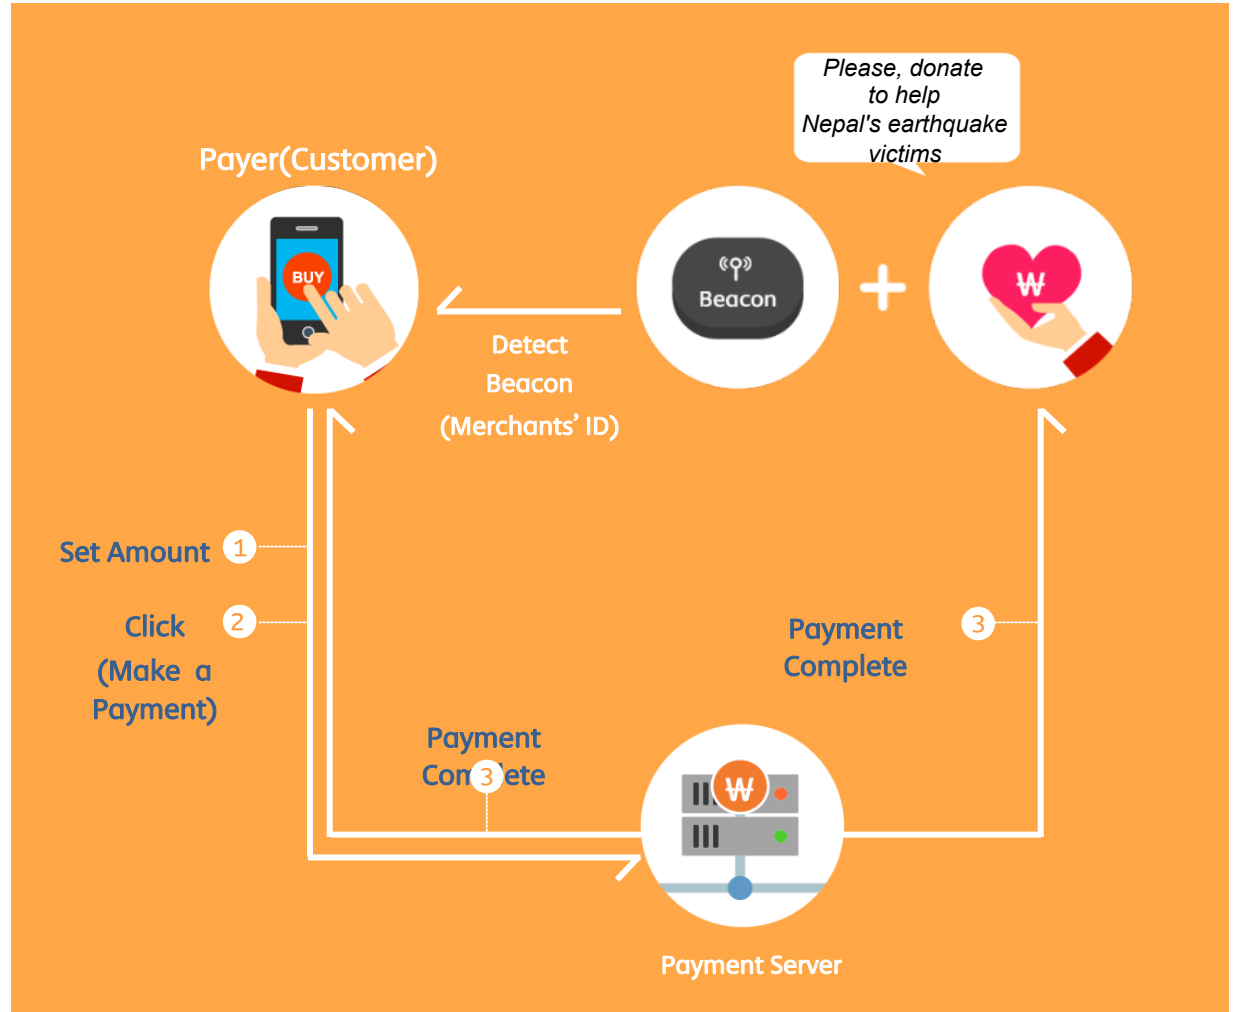 Please, donate
to help
Nepal's earthquake
victims
Payer(Customer)
BUY
Beacon
₩
Detect
Beacon
(Merchants’ ID)
Set Amount 1
Click 2
(Make a
Payment)
Payment 3
Complete
Payment
Complete
3
₩
Payment Server